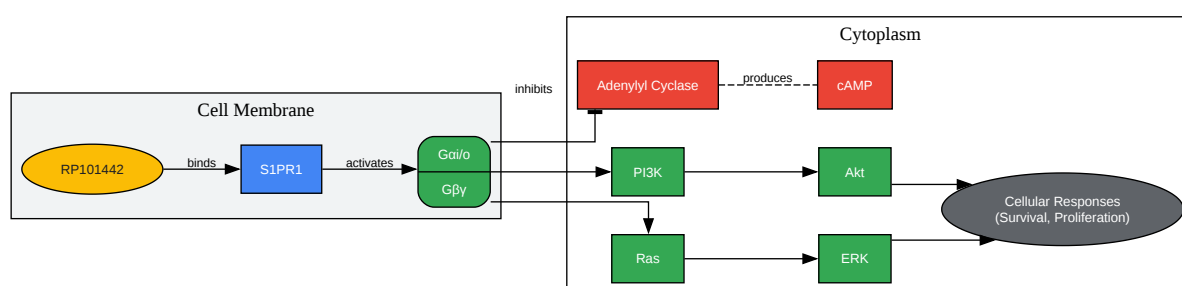 Cell Membrane
RP101442
binds
S1PR1
activates
Gαi/o
Gβγ
inhibits
Cytoplasm
Adenylyl Cyclase
produces
cAMP
PI3K
Akt
Ras
ERK
Cellular Responses
(Survival, Proliferation)